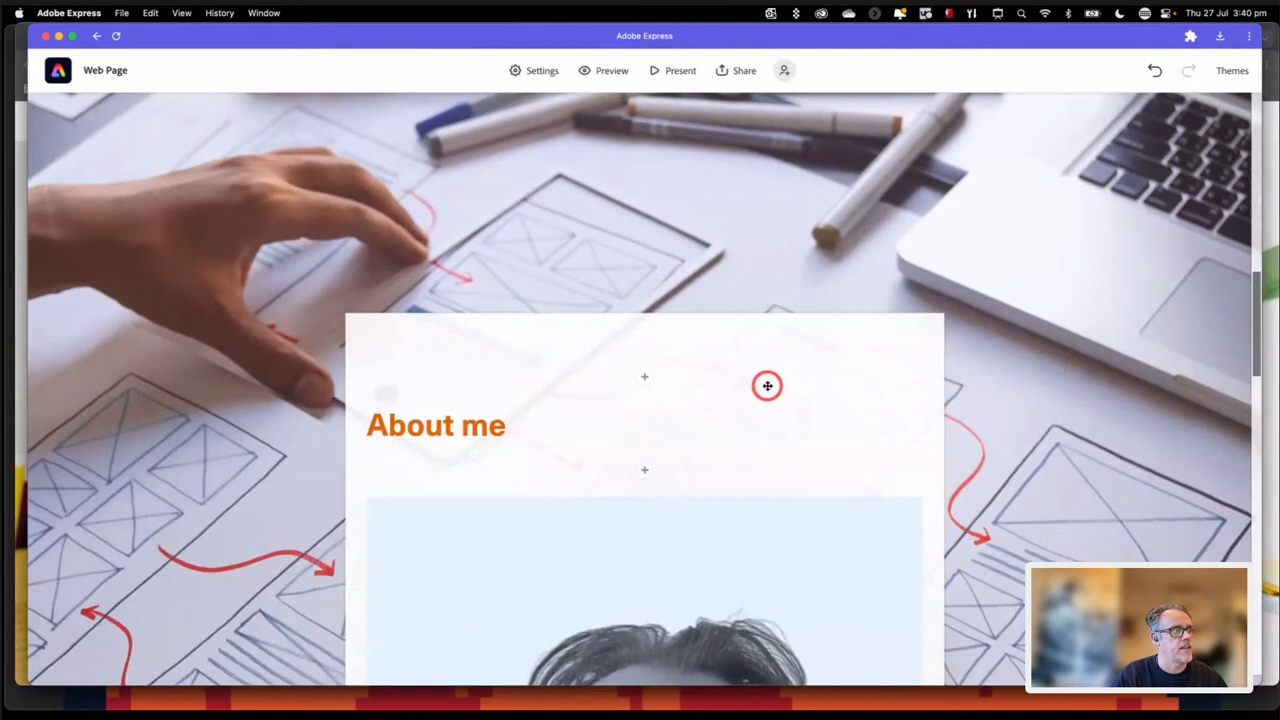 Adobe Express File Edit View History Window Thu 27 Jul 3:40 pm
Adobe Express
Web Page Settings Preview Present Share Themes
About me